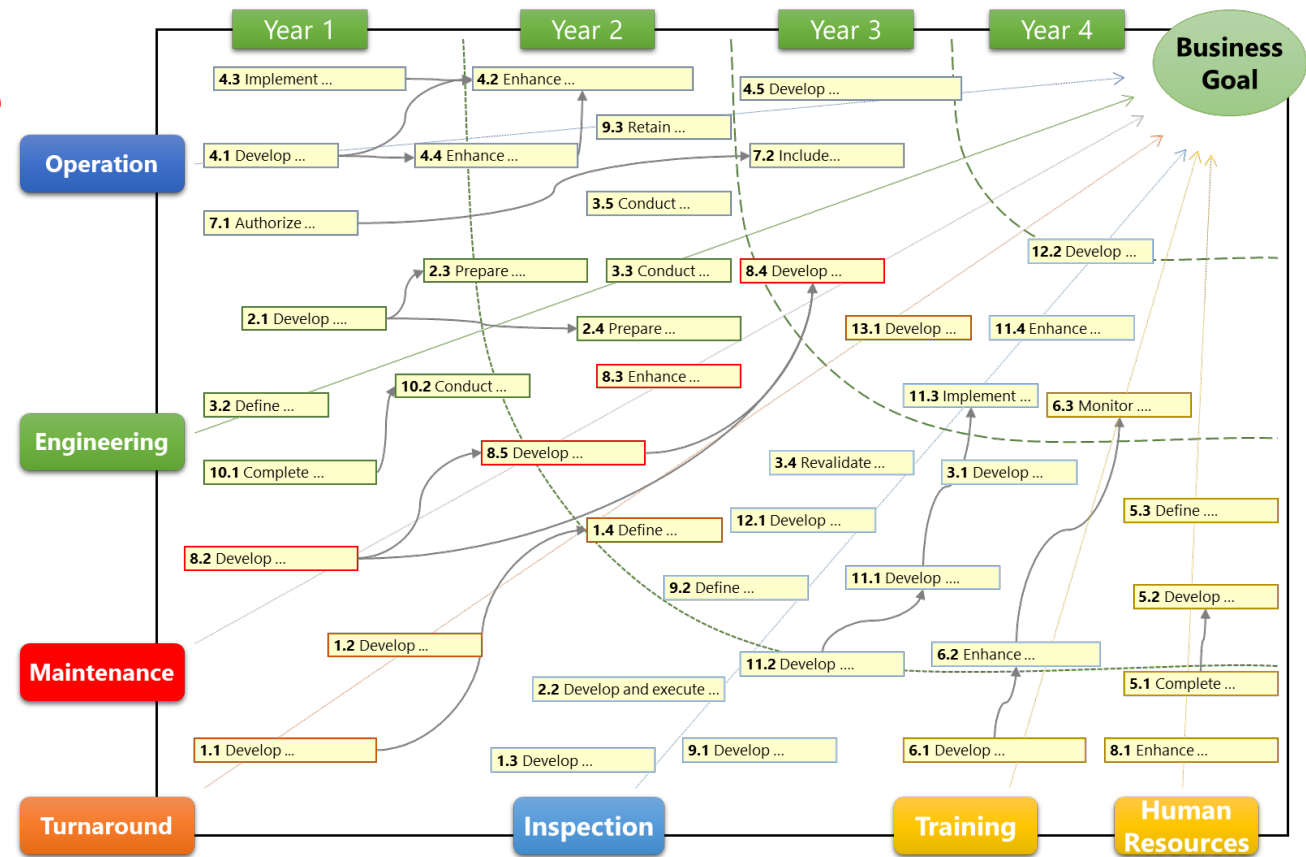 Year 1
Year 2
Year 3
Year 4
Business
Goal
4.3 Implement ...
4.2 Enhance ...
4.5 Develop ...
9.3 Retain ...
Operation
4.1 Develop ...
4.4 Enhance ...
7.2 Include...
3.5 Conduct ...
7.1 Authorize ...
12.2 Develop ...
2.3 Prepare ....
3.3 Conduct ...
8.4 Develop ...
2.1 Develop ....
2.4 Prepare ...
13.1 Develop ...
11.4 Enhance ...
8.3 Enhance ...
10.2 Conduct ...
11.3 Implement ...
3.2 Define ...
6.3 Monitor ....
Engineering
8.5 Develop ...
10.1 Complete ...
3.4 Revalidate ...
3.1 Develop ...
5.3 Define ....
12.1 Develop ...
1.4 Define ...
8.2 Develop ...
11.1 Develop ....
9.2 Define ...
5.2 Develop ...
1.2 Develop ...
6.2 Enhance ...
Maintenance
11.2 Develop ....
2.2 Develop and execute ...
5.1 Complete ...
1.1 Develop ...
1.3 Develop ...
9.1 Develop ...
6.1 Develop ...
8.1 Enhance ...
Turnaround
Inspection
Training
Human
Resources